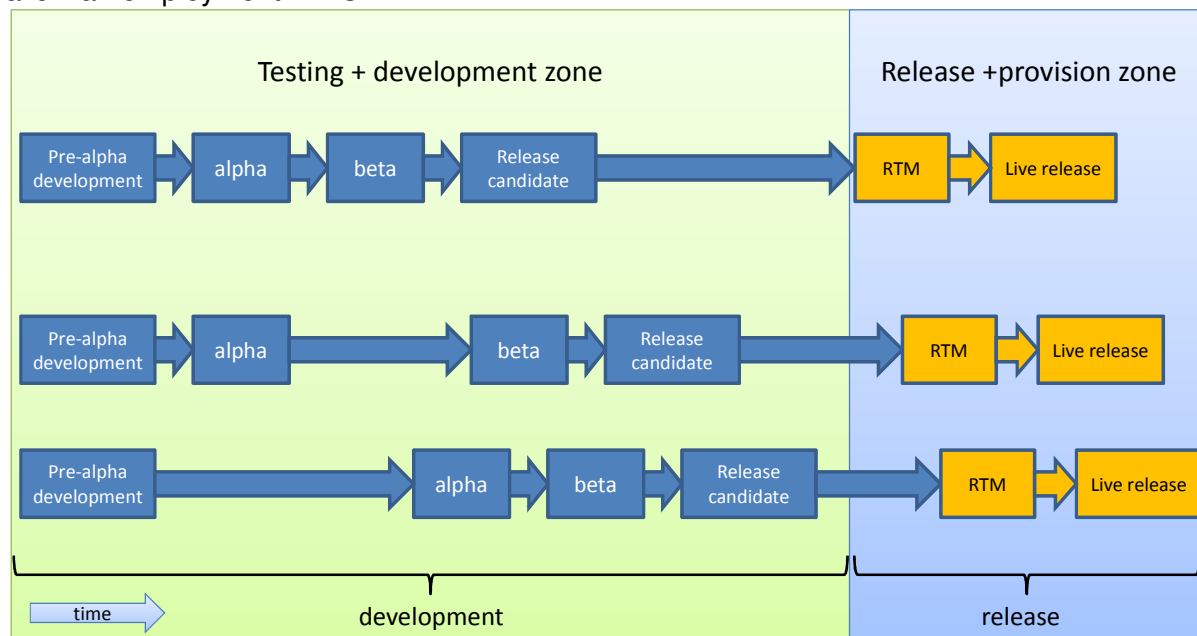 Testing + development zone
Release +provision zone
Pre-alpha
development
alpha
beta
Release
candidate
RTM
Live release
Pre-alpha
development
alpha
beta
Release
candidate
RTM
Live release
Pre-alpha
development
alpha
beta
Release
candidate
RTM
Live release
time
development
release